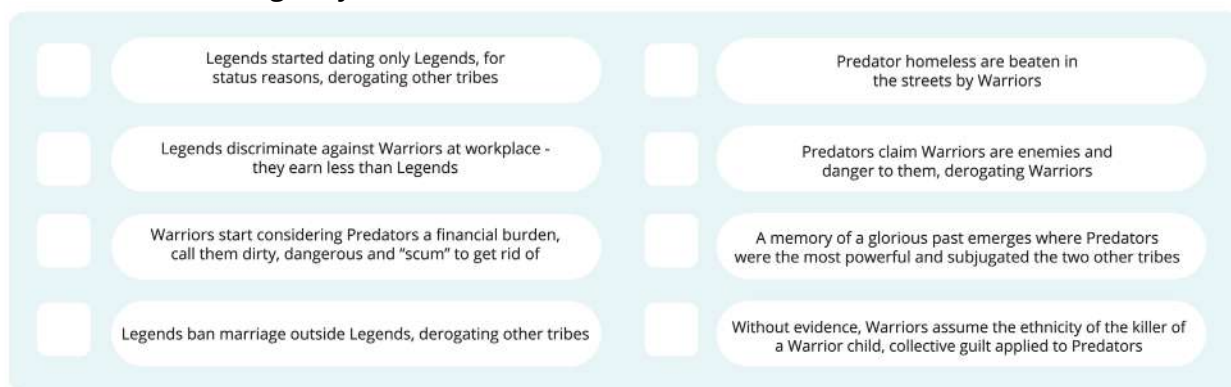 Legends started dating only Legends, for
status reasons, derogating other tribes
Legends discriminate against Warriors at workplace -
they earn less than Legends
Warriors start considering Predators a financial burden,
call them dirty, dangerous and “scum” to get rid of
Legends ban marriage outside Legends, derogating other tribes
Predator homeless are beaten in
the streets by Warriors
Predators claim Warriors are enemies and
danger to them, derogating Warriors
A memory of a glorious past emerges where Predators
were the most powerful and subjugated the two other tribes
Without evidence, Warriors assume the ethnicity of the killer of
a Warrior child, collective guilt applied to Predators